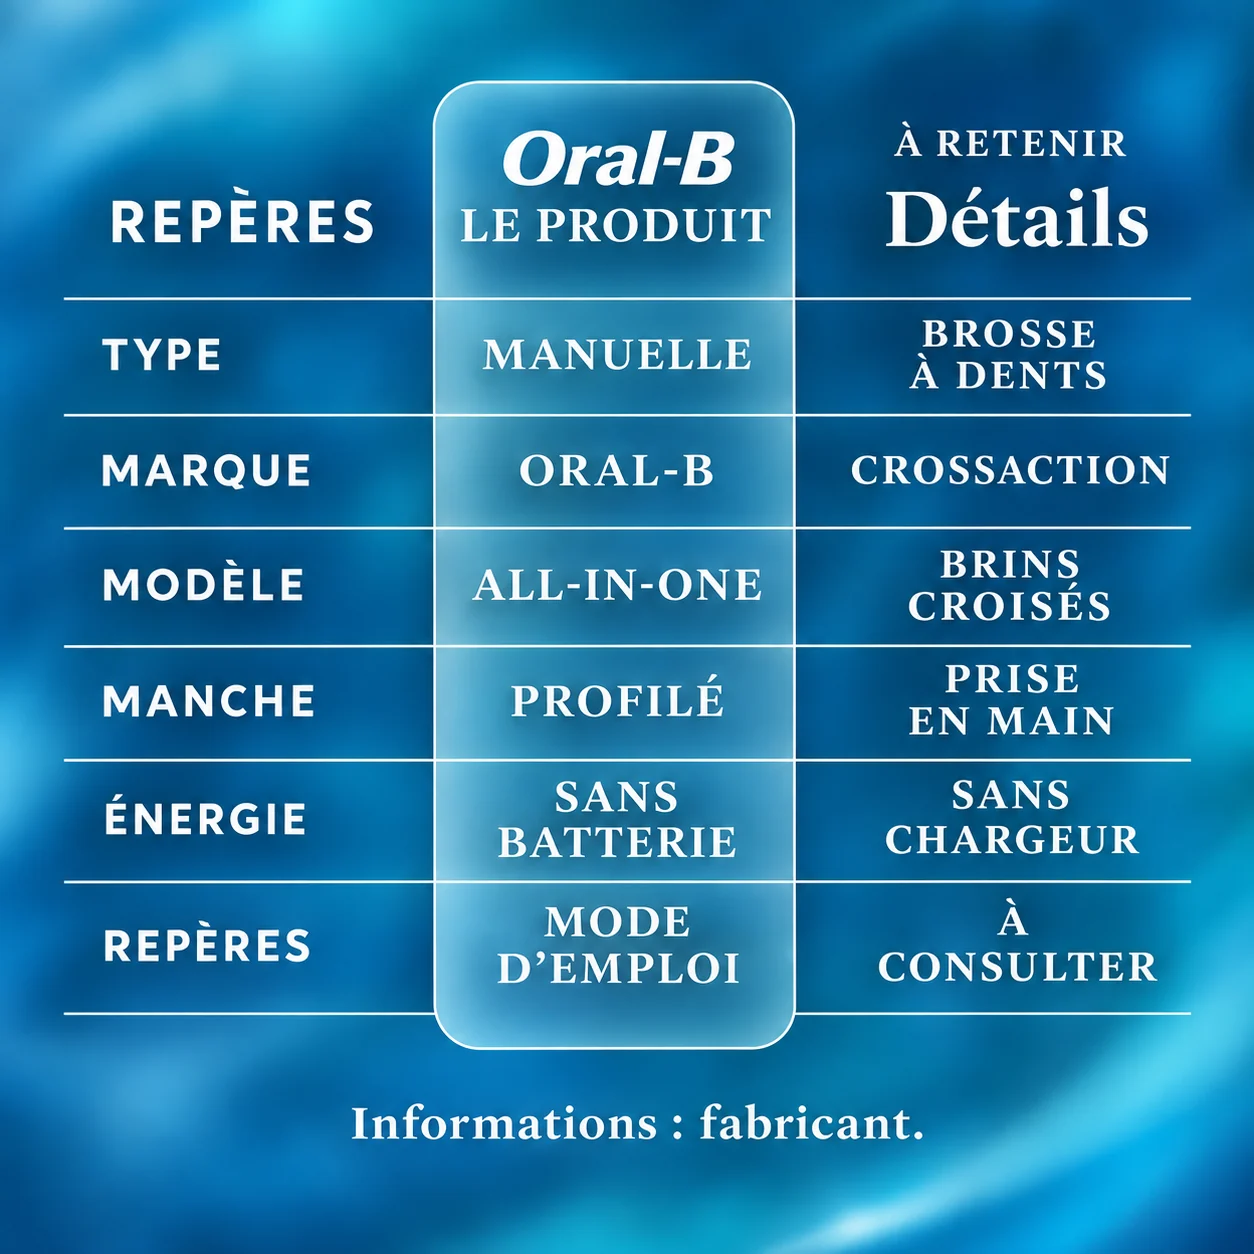 REPÈRES
Oral-B
LE PRODUIT
À RETENIR
Détails
TYPE
MANUELLE
BROSSE
À DENTS
MARQUE
ORAL-B
CROSSACTION
MODÈLE
ALL-IN-ONE
BRINS
CROISÉS
MANCHE
PROFILÉ
PRISE
EN MAIN
ÉNERGIE
SANS
BATTERIE
SANS
CHARGEUR
REPÈRES
MODE
D’EMPLOI
À
CONSULTER
Informations : fabricant.